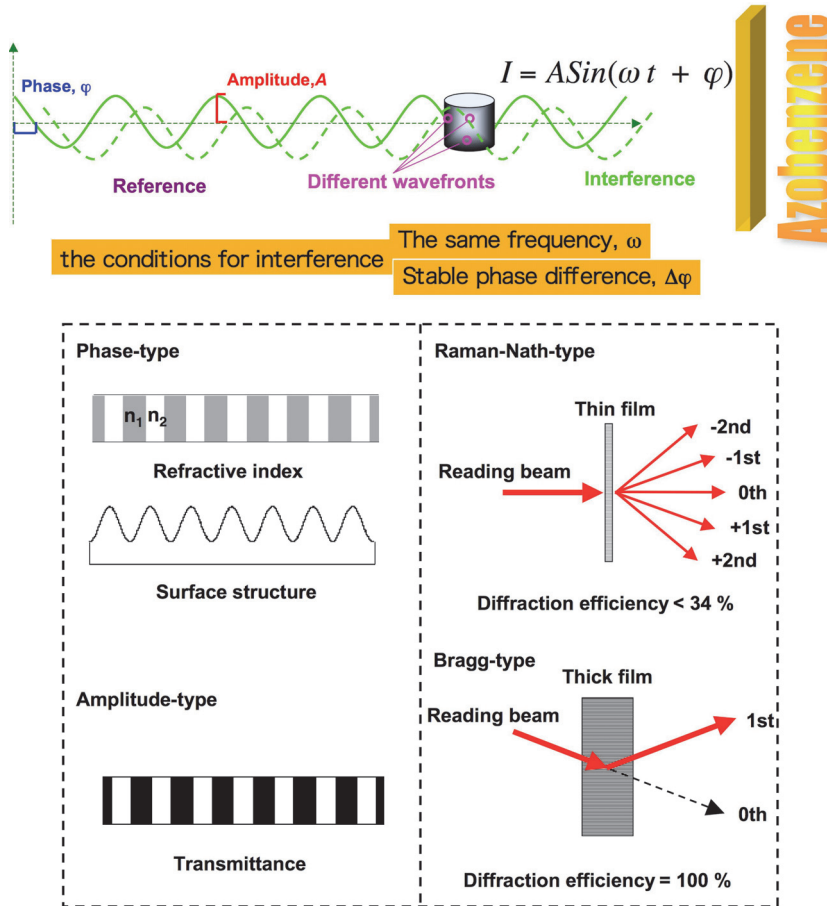 Phase, φ
Amplitude,A
I = ASin(ω t + φ)
Azobenzene
Reference
Different wavefronts
Interference
the conditions for interference
The same frequency, ω
Stable phase difference, Δφ
Phase-type
n₁ n₂
Refractive index
Surface structure
Amplitude-type
Transmittance
Raman-Nath-type
Thin film
Reading beam
-2nd
-1st
0th
+1st
+2nd
Diffraction efficiency < 34 %
Bragg-type
Thick film
Reading beam
1st
0th
Diffraction efficiency = 100 %